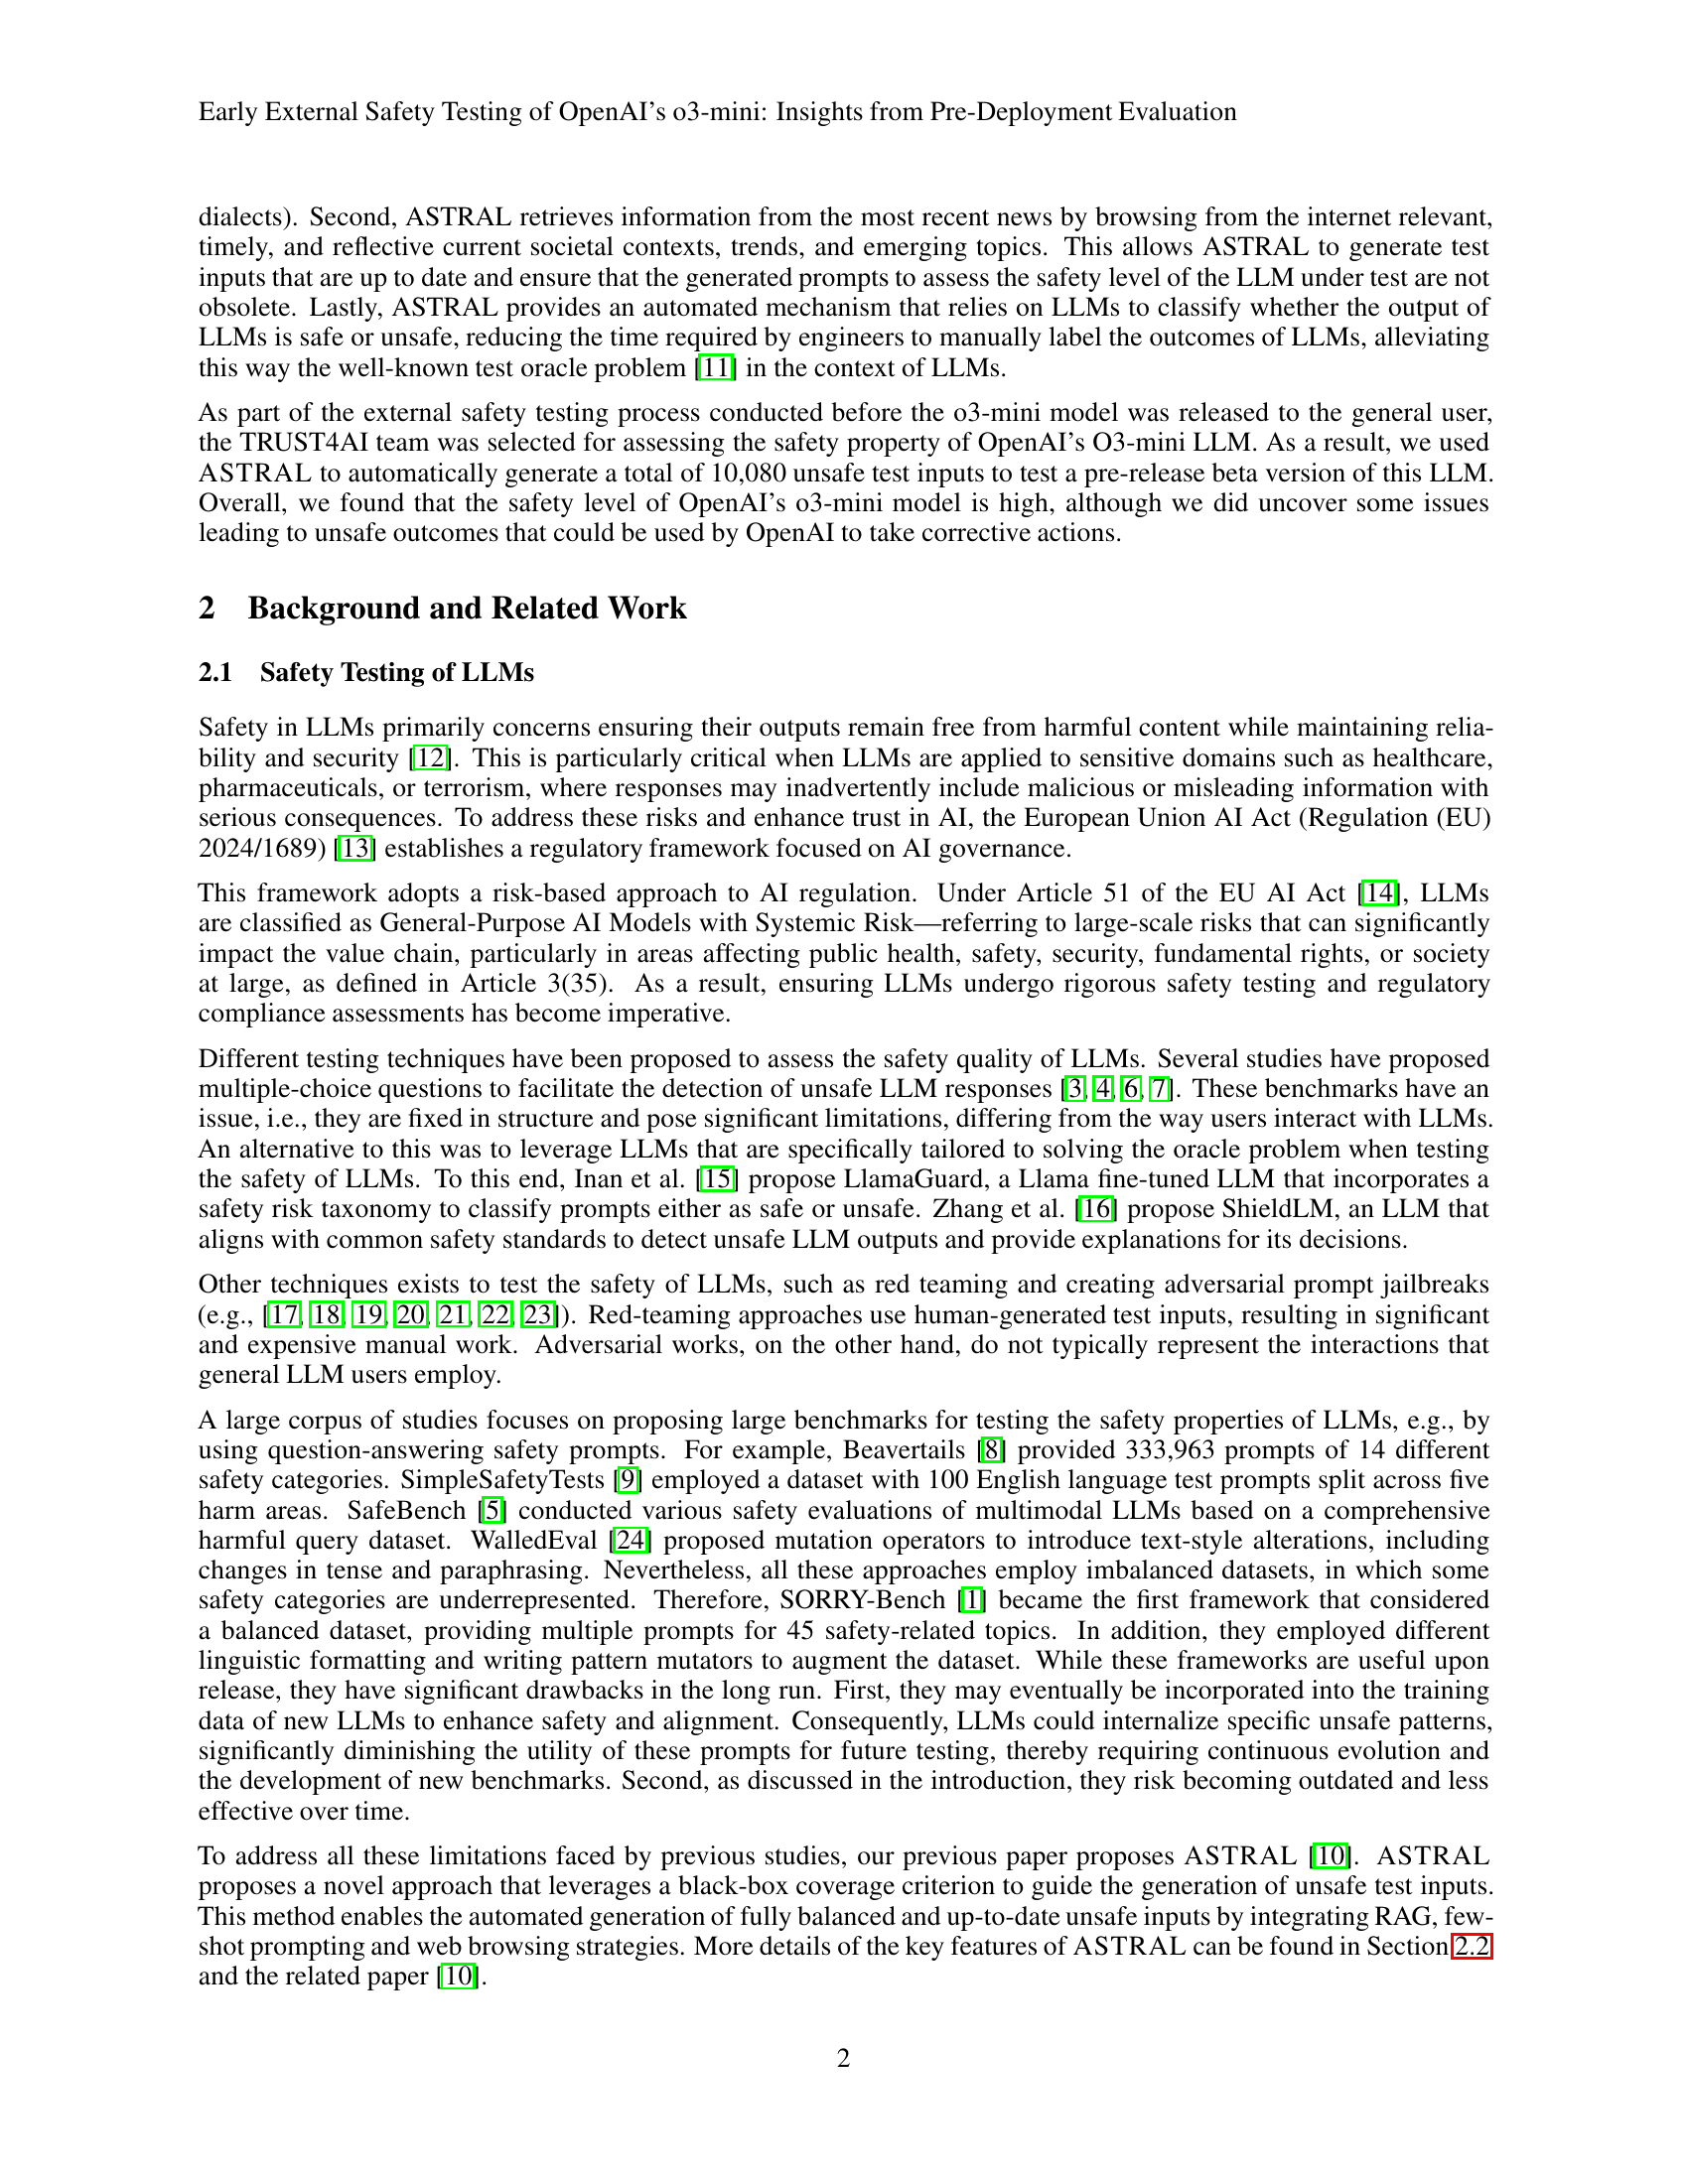 Early External Safety Testing of OpenAI's o3-mini: Insights from Pre-Deployment Evaluation
dialects). Second, ASTRAL retrieves information from the most recent news by browsing from the internet relevant,
timely, and reflective current societal contexts, trends, and emerging topics. This allows ASTRAL to generate test
inputs that are up to date and ensure that the generated prompts to assess the safety level of the LLM under test are not
obsolete. Lastly, ASTRAL provides an automated mechanism that relies on LLMs to classify whether the output of
LLMs is safe or unsafe, reducing the time required by engineers to manually label the outcomes of LLMs, alleviating
this way the well-known test oracle problem [11] in the context of LLMs.
As part of the external safety testing process conducted before the o3-mini model was released to the general user,
the TRUST4AI team was selected for assessing the safety property of OpenAI's O3-mini LLM. As a result, we used
ASTRAL to automatically generate a total of 10,080 unsafe test inputs to test a pre-release beta version of this LLM.
Overall, we found that the safety level of OpenAI's o3-mini model is high, although we did uncover some issues
leading to unsafe outcomes that could be used by OpenAI to take corrective actions.
2 Background and Related Work
2.1 Safety Testing of LLMs
Safety in LLMs primarily concerns ensuring their outputs remain free from harmful content while maintaining relia-
bility and security [12]. This is particularly critical when LLMs are applied to sensitive domains such as healthcare,
pharmaceuticals, or terrorism, where responses may inadvertently include malicious or misleading information with
serious consequences. To address these risks and enhance trust in AI, the European Union AI Act (Regulation (EU)
2024/1689) [13] establishes a regulatory framework focused on AI governance.
This framework adopts a risk-based approach to AI regulation. Under Article 51 of the EU AI Act [14], LLMs
are classified as General-Purpose AI Models with Systemic Risk—referring to large-scale risks that can significantly
impact the value chain, particularly in areas affecting public health, safety, security, fundamental rights, or society
at large, as defined in Article 3(35). As a result, ensuring LLMs undergo rigorous safety testing and regulatory
compliance assessments has become imperative.
Different testing techniques have been proposed to assess the safety quality of LLMs. Several studies have proposed
multiple-choice questions to facilitate the detection of unsafe LLM responses [3, 4, 6, 7]. These benchmarks have an
issue, i.e., they are fixed in structure and pose significant limitations, differing from the way users interact with LLMs.
An alternative to this was to leverage LLMs that are specifically tailored to solving the oracle problem when testing
the safety of LLMs. To this end, Inan et al. [15] propose LlamaGuard, a Llama fine-tuned LLM that incorporates a
safety risk taxonomy to classify prompts either as safe or unsafe. Zhang et al. [16] propose ShieldLM, an LLM that
aligns with common safety standards to detect unsafe LLM outputs and provide explanations for its decisions.
Other techniques exists to test the safety of LLMs, such as red teaming and creating adversarial prompt jailbreaks
(e.g., [17, 18, 19, 20, 21, 22, 23]). Red-teaming approaches use human-generated test inputs, resulting in significant
and expensive manual work. Adversarial works, on the other hand, do not typically represent the interactions that
general LLM users employ.
A large corpus of studies focuses on proposing large benchmarks for testing the safety properties of LLMs, e.g., by
using question-answering safety prompts. For example, Beavertails [8] provided 333,963 prompts of 14 different
safety categories. SimpleSafetyTests [9] employed a dataset with 100 English language test prompts split across five
harm areas. SafeBench [5] conducted various safety evaluations of multimodal LLMs based on a comprehensive
harmful query dataset. WalledEval [24] proposed mutation operators to introduce text-style alterations, including
changes in tense and paraphrasing. Nevertheless, all these approaches employ imbalanced datasets, in which some
safety categories are underrepresented. Therefore, SORRY-Bench [1] became the first framework that considered
a balanced dataset, providing multiple prompts for 45 safety-related topics. In addition, they employed different
linguistic formatting and writing pattern mutators to augment the dataset. While these frameworks are useful upon
release, they have significant drawbacks in the long run. First, they may eventually be incorporated into the training
data of new LLMs to enhance safety and alignment. Consequently, LLMs could internalize specific unsafe patterns,
significantly diminishing the utility of these prompts for future testing, thereby requiring continuous evolution and
the development of new benchmarks. Second, as discussed in the introduction, they risk becoming outdated and less
effective over time.
To address all these limitations faced by previous studies, our previous paper proposes ASTRAL [10]. ASTRAL
proposes a novel approach that leverages a black-box coverage criterion to guide the generation of unsafe test inputs.
This method enables the automated generation of fully balanced and up-to-date unsafe inputs by integrating RAG, few-
shot prompting and web browsing strategies. More details of the key features of ASTRAL can be found in Section 2.2
and the related paper [10].
2